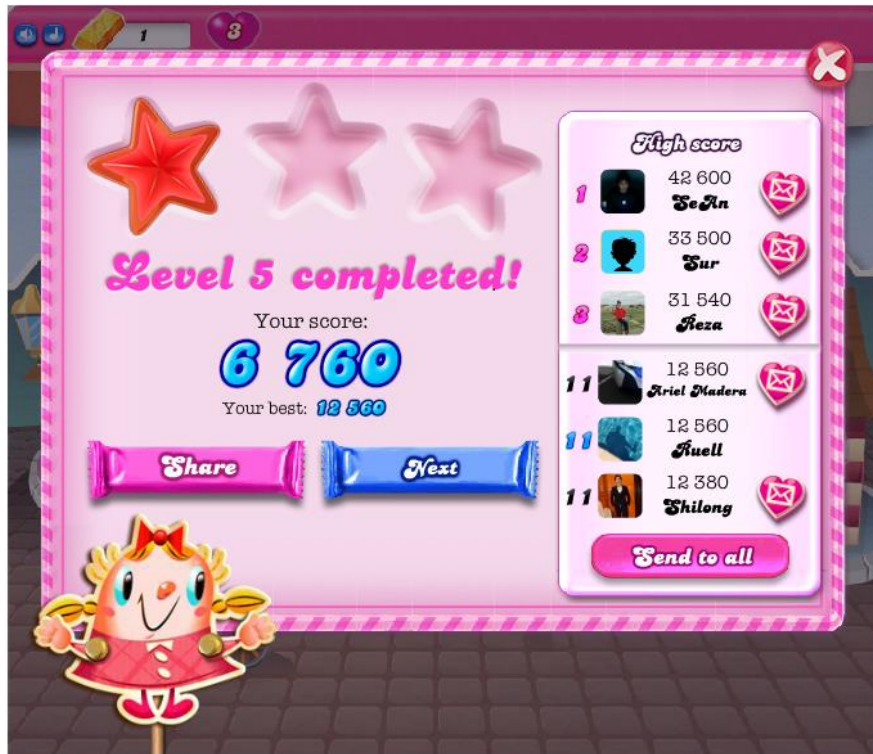 1
3
Level 5 completed!
Your score:
6 760
Your best: 12 560
Share
Next
High score
1
42 600
SeAn
2
33 500
Sur
3
31 540
Reza
11
12 560
Ariel Madera
11
12 560
Ruell
11
12 380
Shilong
Send to all